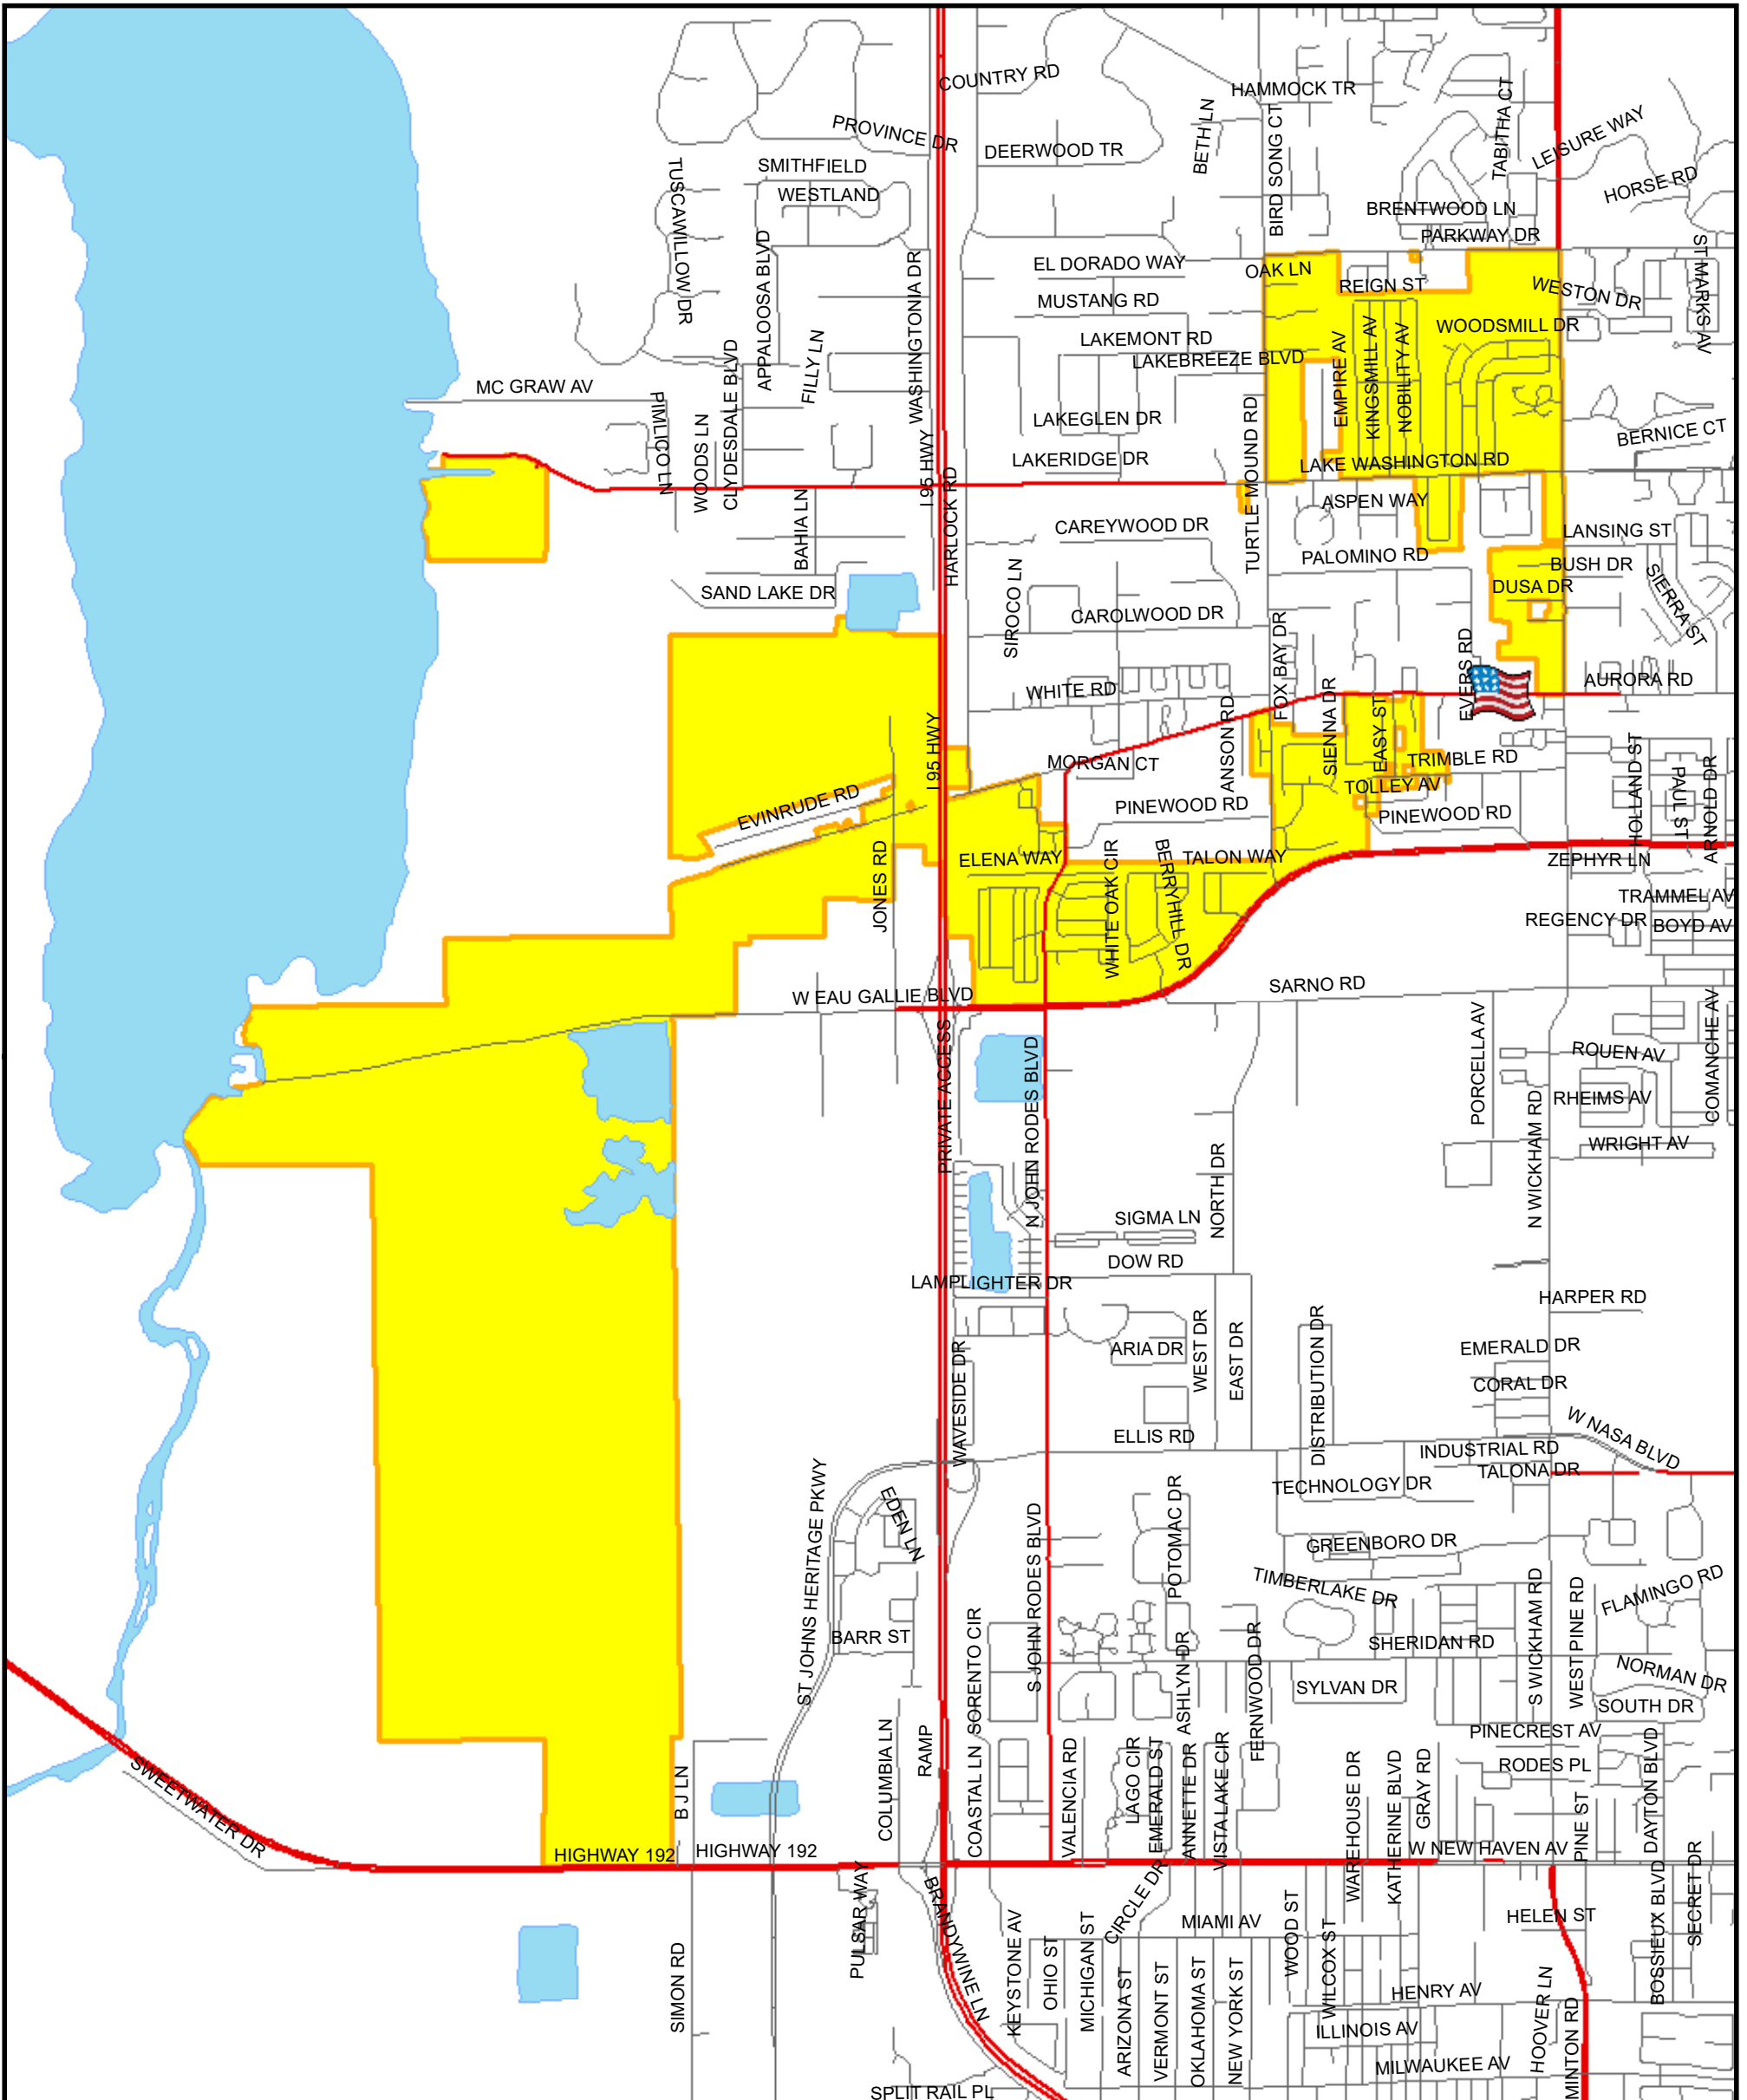 COUNTRY RD
HAMMOCK TR
TABITHA CT
PROVINCE DR
DEERWOOD TR
BETH LN
BIRD SONG CT
LEISURE WAY
SMITHFIELD
WESTLAND
TUSCAWILLOW DR
HORSE RD
BRENTWOOD LN
PARKWAY DR
ST MARKS AV
APPALOOSA BLVD
WASHINGTONIA DR
EL DORADO WAY
OAK LN
REIGN ST
WESTON DR
MUSTANG RD
WOODSMILL DR
LAKEMONT RD
LAKEBREEZE BLVD
EMPIRE AV
KINGSMILL AV
NOBILITY AV
FILLY LN
CLYDESDALE BLVD
MC GRAW AV
PIMLICO LN
WOODS LN
LAKEGLEN DR
TURTLE MOUND RD
BERNICE CT
I 95 HWY
HARLOCK RD
LAKERIDGE DR
LAKE WASHINGTON RD
BAHIA LN
ASPEN WAY
CAREYWOOD DR
LANSING ST
PALOMINO RD
BUSH DR
SIROCO LN
DUSA DR
SIERRA ST
SAND LAKE DR
CAROLWOOD DR
FOX BAY DR
EVERS RD
WHITE RD
AURORA RD
SIENNA DR
EASY ST
ANSON RD
I 95 HWY
MORGAN CT
TRIMBLE RD
HOLLAND ST
PAUL ST
ARNOLD DR
TOLLEY AV
EVINRUDE RD
PINEWOOD RD
PINEWOOD RD
JONES RD
ELENA WAY
WHITE OAK CIR
BERRYHILL DR
TALON WAY
ZEPHYR LN
TRAMMEL AV
REGENCY DR
BOYD AV
W EAU GALLIE BLVD
SARNO RD
PRIVATE ACCESS
N JOHN RODES BLVD
PORCELLA AV
ROUEN AV
COMANCHE AV
RHEIMS AV
N WICKHAM RD
WRIGHT AV
NORTH DR
SIGMA LN
DOW RD
LAMPLIGHTER DR
HARPER RD
WAVESIDE DR
ARIA DR
WEST DR
EAST DR
DISTRIBUTION DR
EMERALD DR
CORAL DR
W NASA BLVD
ELLIS RD
INDUSTRIAL RD
TALONA DR
TECHNOLOGY DR
ST JOHNS HERITAGE PKWY
EDEN LN
S JOHN RODES BLVD
POTOMAC DR
GREENBORO DR
TIMBERLAKE DR
S WICKHAM RD
WEST PINE RD
FLAMINGO RD
BARR ST
SORENTO CIR
ASHLYN DR
FERNWOOD DR
SHERIDAN RD
SYLVAN DR
NORMAN DR
SOUTH DR
PINECREST AV
COLUMBIA LN
RAMP
COASTAL LN
VALENCIA RD
LAGO CIR
EMERALD ST
ANNETTE DR
VISTA LAKE CIR
WAREHOUSE DR
KATHERINE BLVD
GRAY RD
RODES PL
DAYTON BLVD
PINE ST
SWEETWATER DR
B J LN
HIGHWAY 192
HIGHWAY 192
W NEW HAVEN AV
PULSAR WAY
BRANDYWINE LN
CIRCLE DR
SECRET DR
BOSSIEUX BLVD
SIMON RD
KEYSTONE AV
OHIO ST
MICHIGAN ST
ARIZONA ST
VERMONT ST
OKLAHOMA ST
NEW YORK ST
MIAMI AV
WOOD ST
WILCOX ST
HELEN ST
HENRY AV
ILLINOIS AV
HOOVER LN
MINTON RD
MILWAUKEE AV
SPLIT RAIL PL